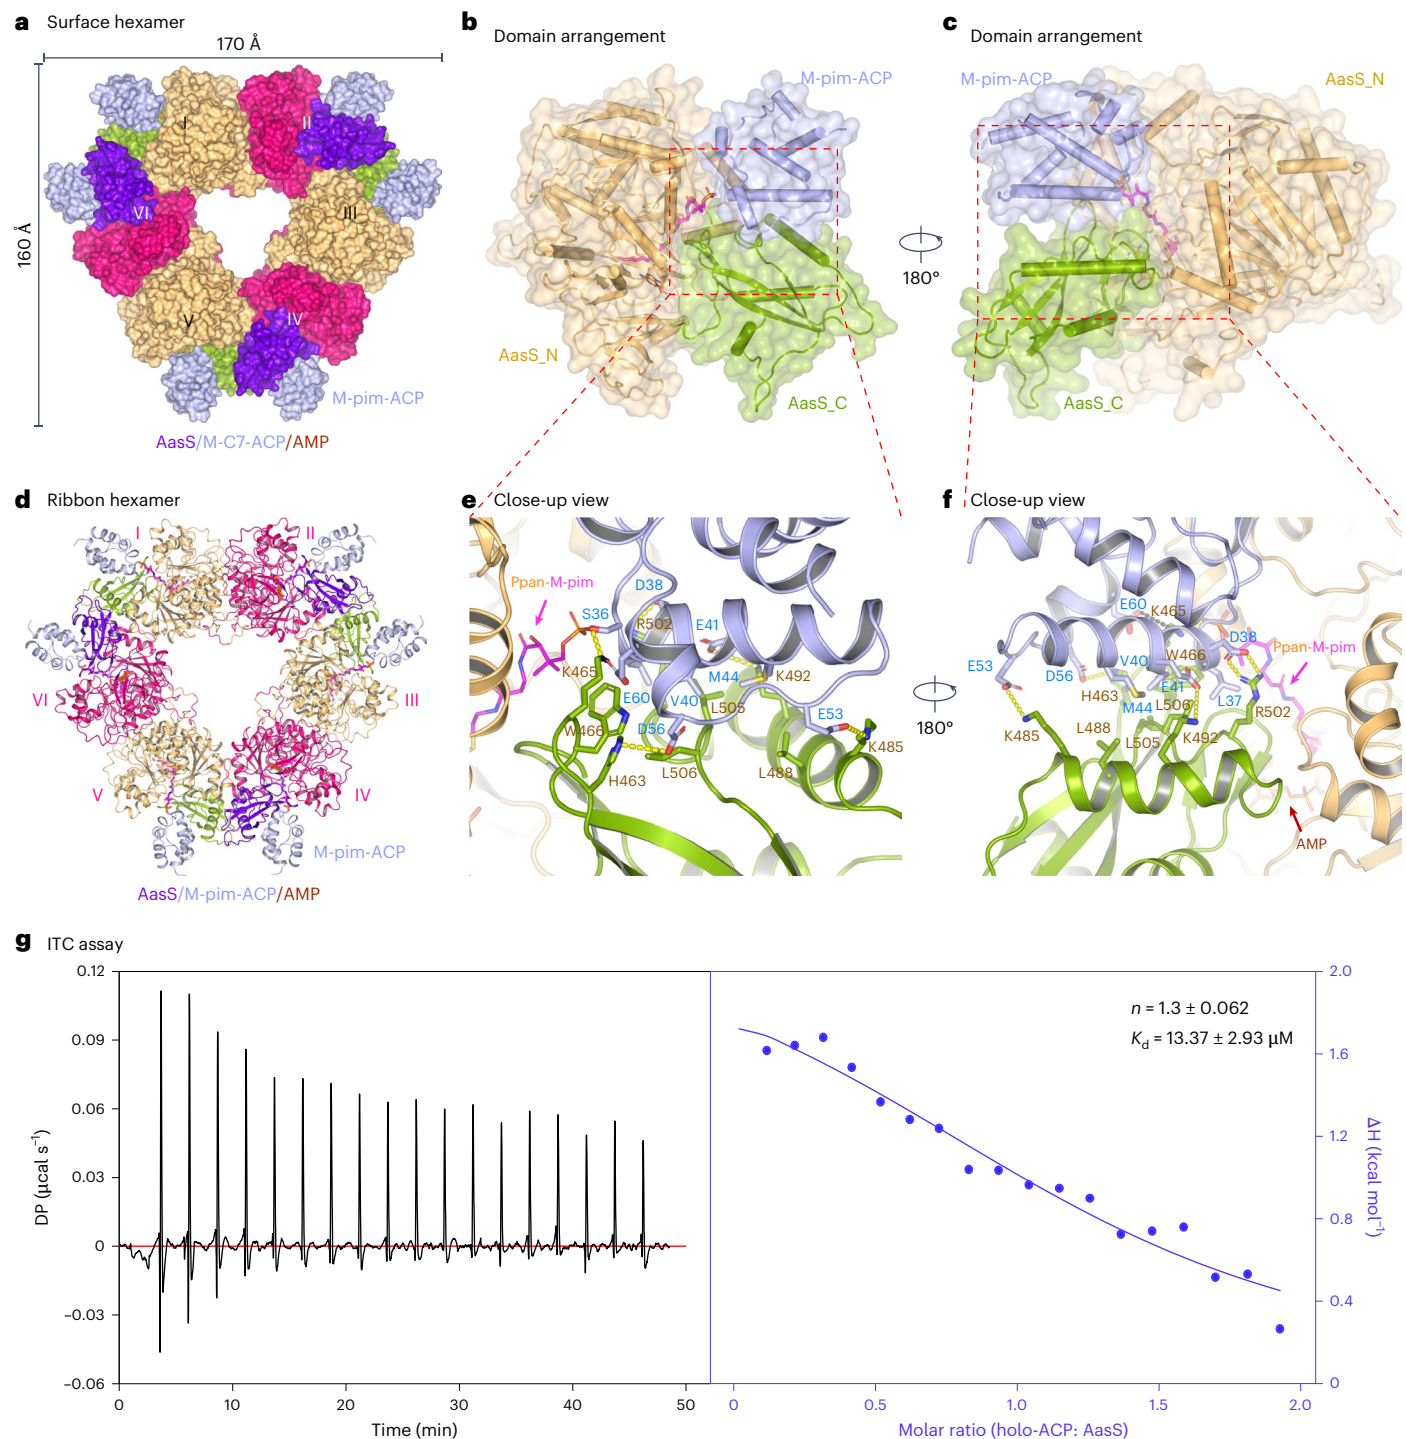 a Surface hexamer
170 Å
160 Å
I
II
III
IV
V
VI
M-pim-ACP
AasS/M-C7-ACP/AMP
b Domain arrangement
M-pim-ACP
AasS_N
AasS_C
180°
c Domain arrangement
M-pim-ACP
AasS_N
AasS_C
d Ribbon hexamer
I
II
III
IV
V
VI
M-pim-ACP
AasS/M-pim-ACP/AMP
e Close-up view
Ppan-M-pim
D38
S36
R502
E41
K465
M44
K492
E60
V40
L505
W466
D56
E53
K485
H463
L506
L488
180°
f Close-up view
E60
K465
D38
W466
Ppan-M-pim
E53
D56
V40
H463
E41
M44
L506
L37
R502
K485
L488
L505
K492
AMP
g ITC assay
DP (µcal s⁻¹)
0.12
0.09
0.06
0.03
0
−0.03
−0.06
0
10
20
30
40
50
Time (min)
n = 1.3 ± 0.062
Kd = 13.37 ± 2.93 µM
2.0
1.6
1.2
0.8
0.4
0
ΔH (kcal mol⁻¹)
0
0.5
1.0
1.5
2.0
Molar ratio (holo-ACP: AasS)